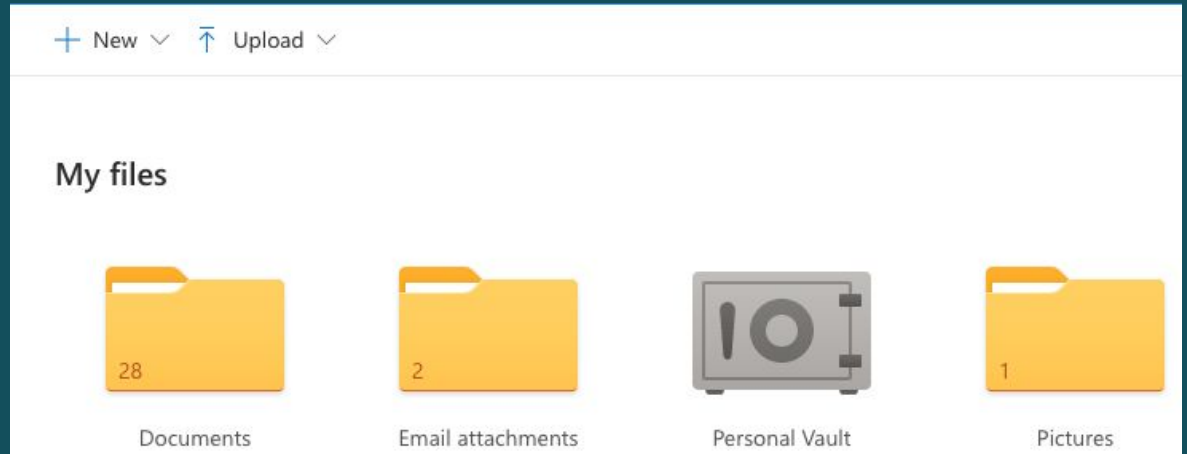 New Upload
My files
28 2 1
Documents Email attachments Personal Vault Pictures